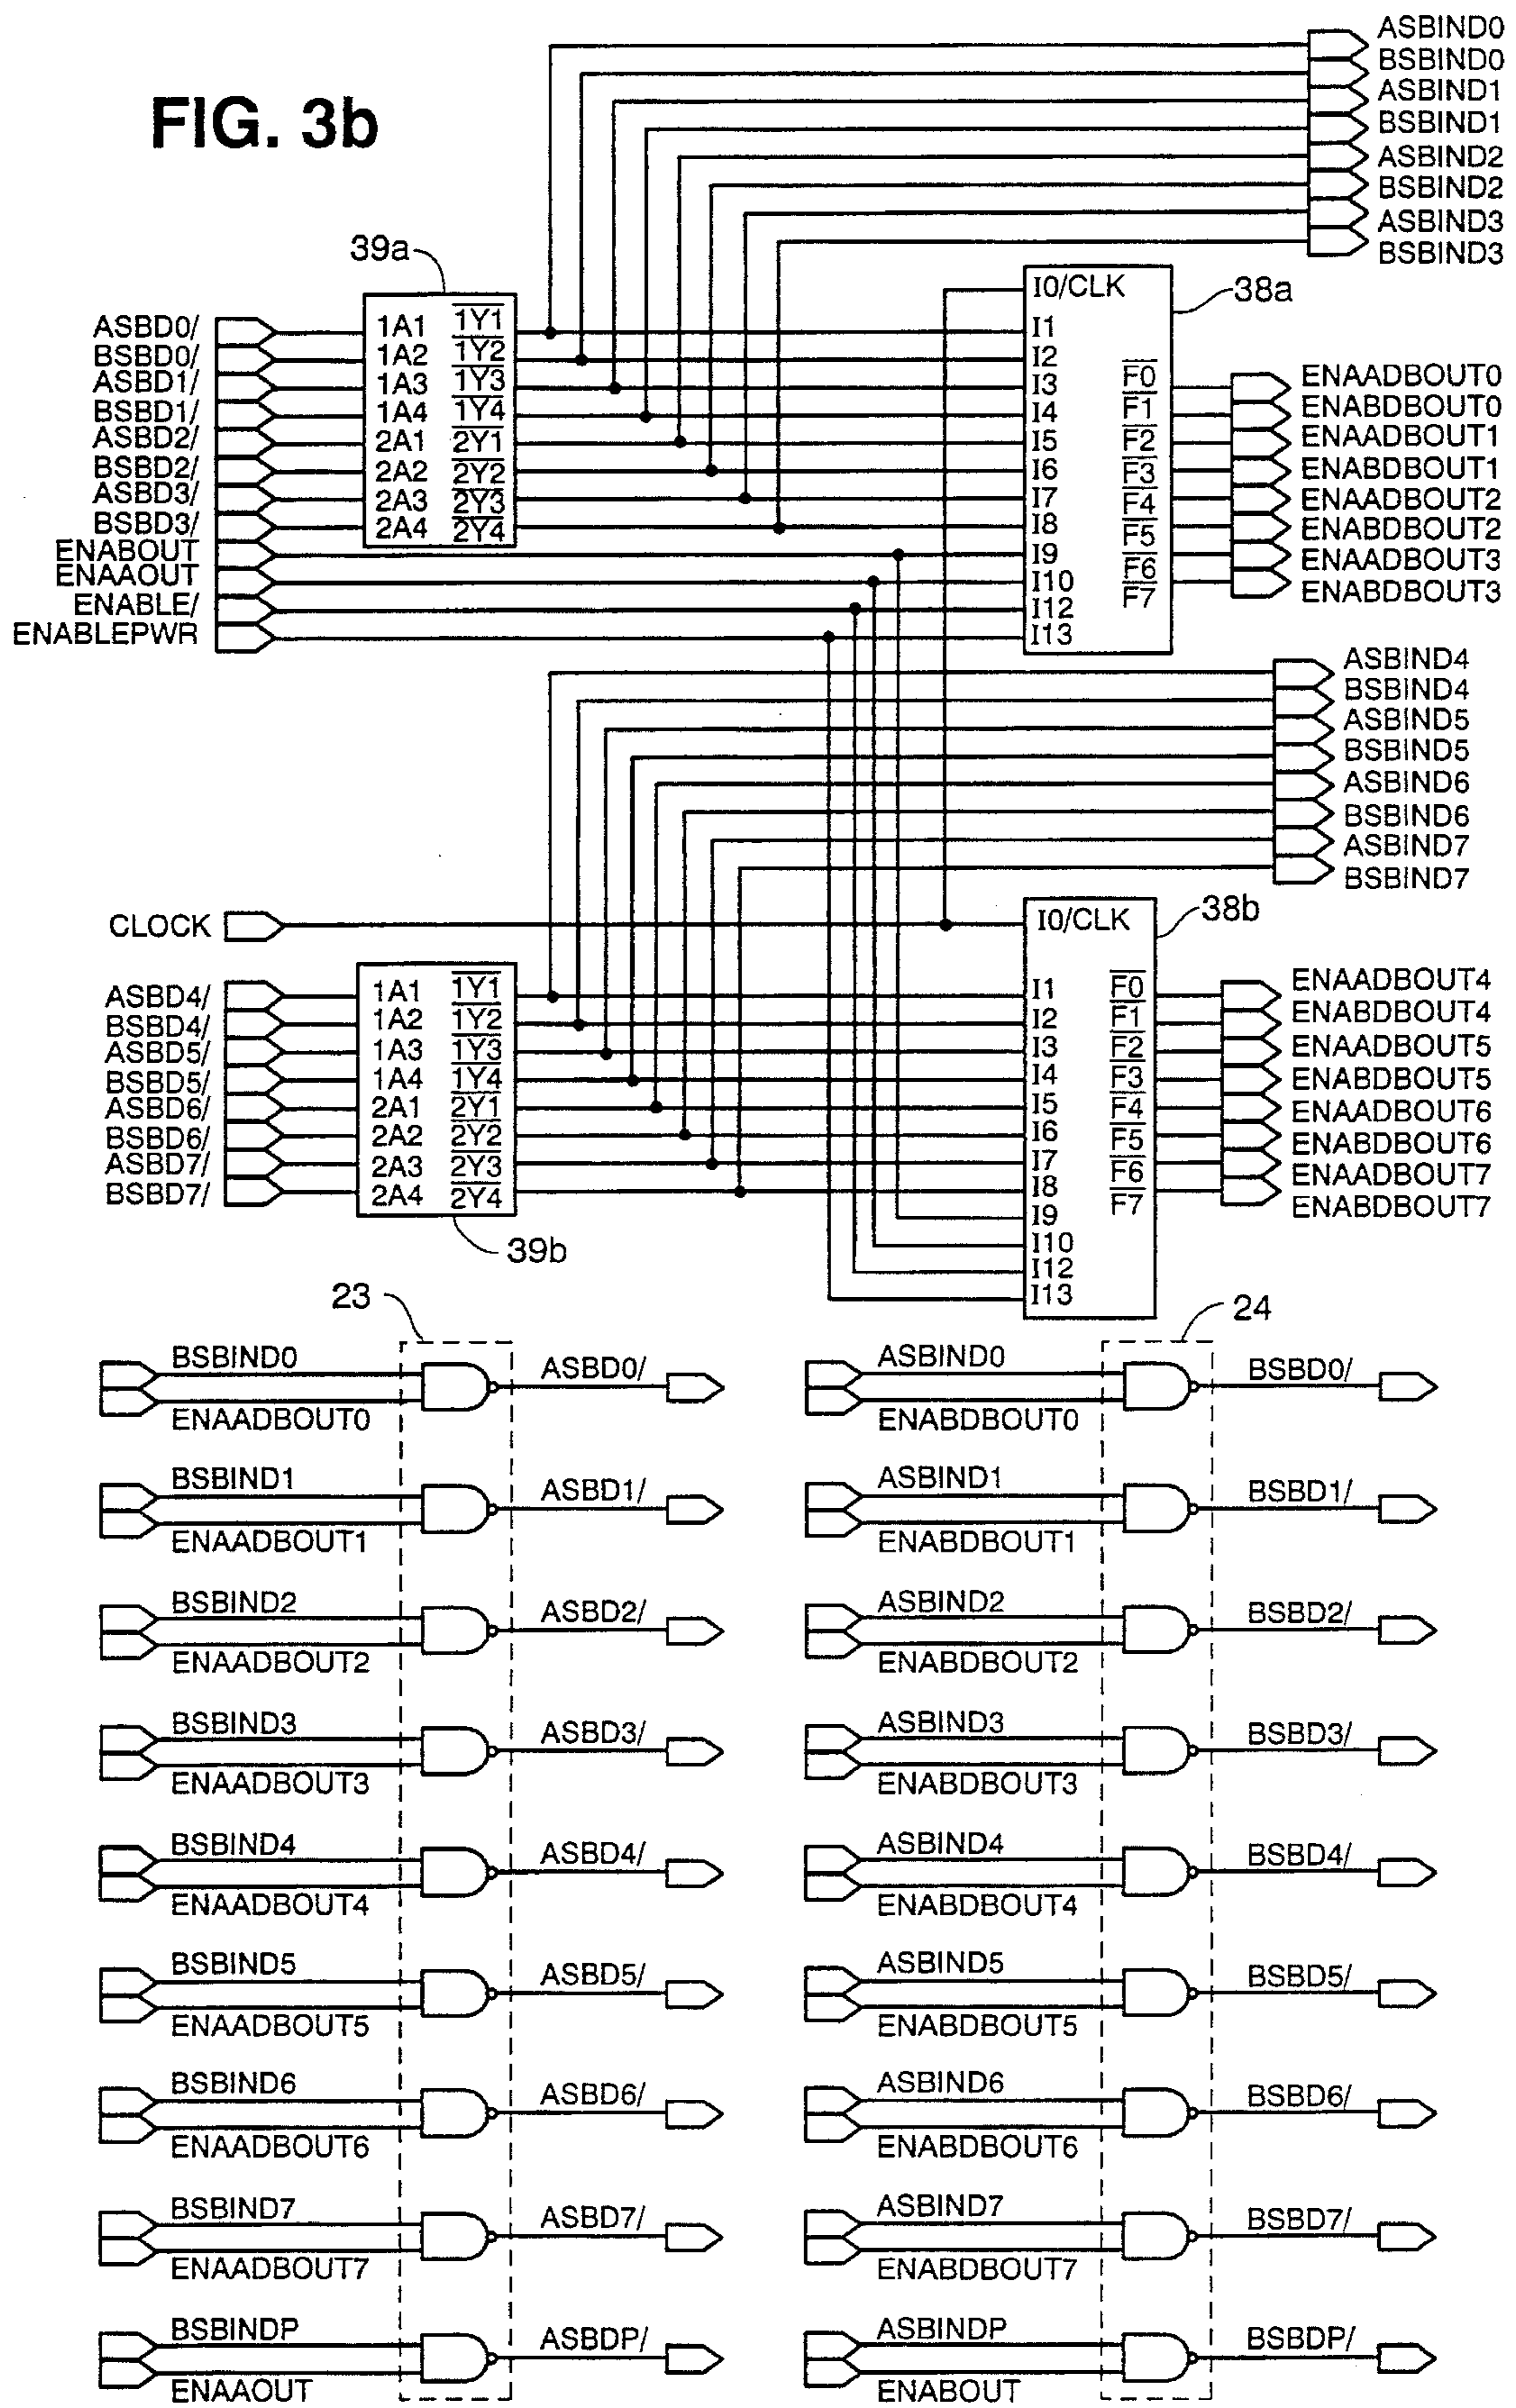 FIG. 3b
ASBIND0
BSBIND0
ASBIND1
BSBIND1
ASBIND2
BSBIND2
ASBIND3
BSBIND3
39a
38a
ASBD0/
BSBD0/
ASBD1/
BSBD1/
ASBD2/
BSBD2/
ASBD3/
BSBD3/
ENABOUT
ENAAOUT
ENABLE/
ENABLEPWR
1A1 1Y1
1A2 1Y2
1A3 1Y3
1A4 1Y4
2A1 2Y1
2A2 2Y2
2A3 2Y3
2A4 2Y4
I0/CLK
I1
I2
I3
I4
I5
I6
I7
I8
I9
I10
I12
I13
F0
F1
F2
F3
F4
F5
F6
F7
ENAADBOUT0
ENABDBOUT0
ENAADBOUT1
ENABDBOUT1
ENAADBOUT2
ENABDBOUT2
ENAADBOUT3
ENABDBOUT3
ASBIND4
BSBIND4
ASBIND5
BSBIND5
ASBIND6
BSBIND6
ASBIND7
BSBIND7
CLOCK
38b
ASBD4/
BSBD4/
ASBD5/
BSBD5/
ASBD6/
BSBD6/
ASBD7/
BSBD7/
1A1 1Y1
1A2 1Y2
1A3 1Y3
1A4 1Y4
2A1 2Y1
2A2 2Y2
2A3 2Y3
2A4 2Y4
39b
I0/CLK
I1
I2
I3
I4
I5
I6
I7
I8
I9
I10
I12
I13
F0
F1
F2
F3
F4
F5
F6
F7
ENAADBOUT4
ENABDBOUT4
ENAADBOUT5
ENABDBOUT5
ENAADBOUT6
ENABDBOUT6
ENAADBOUT7
ENABDBOUT7
23
BSBIND0
ASBD0/
ENAADBOUT0
BSBIND1
ASBD1/
ENAADBOUT1
BSBIND2
ASBD2/
ENAADBOUT2
BSBIND3
ASBD3/
ENAADBOUT3
BSBIND4
ASBD4/
ENAADBOUT4
BSBIND5
ASBD5/
ENAADBOUT5
BSBIND6
ASBD6/
ENAADBOUT6
BSBIND7
ASBD7/
ENAADBOUT7
BSBINDP
ASBDP/
ENAAOUT
24
ASBIND0
BSBD0/
ENABDBOUT0
ASBIND1
BSBD1/
ENABDBOUT1
ASBIND2
BSBD2/
ENABDBOUT2
ASBIND3
BSBD3/
ENABDBOUT3
ASBIND4
BSBD4/
ENABDBOUT4
ASBIND5
BSBD5/
ENABDBOUT5
ASBIND6
BSBD6/
ENABDBOUT6
ASBIND7
BSBD7/
ENABDBOUT7
ASBINDP
BSBDP/
ENABOUT